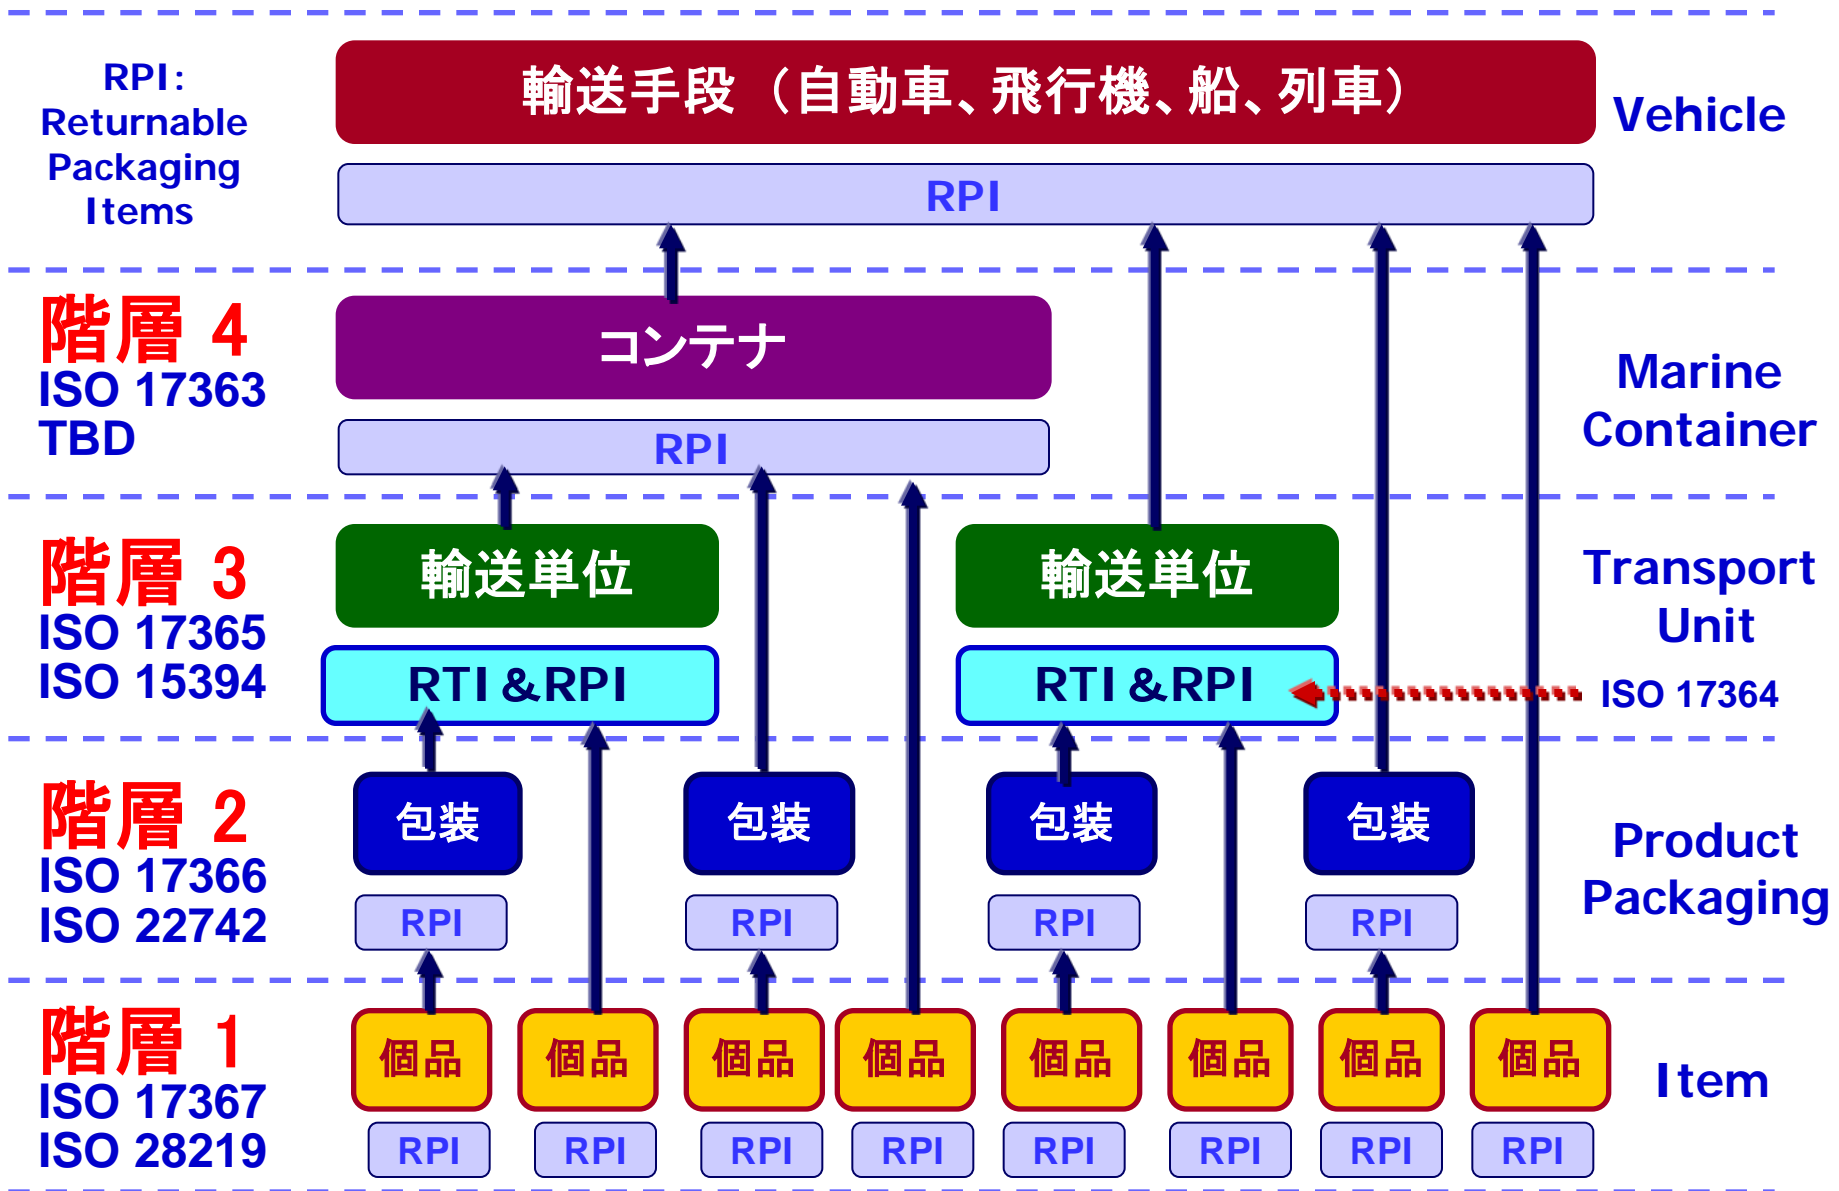 RPI:
Returnable
Packaging
Items
輸送手段（自動車、飛行機、船、列車）
Vehicle
RPI
階層 4
ISO 17363
TBD
コンテナ
Marine
Container
RPI
階層 3
ISO 17365
ISO 15394
輸送単位
輸送単位
Transport
Unit
RTI&RPI
RTI&RPI
ISO 17364
階層 2
ISO 17366
ISO 22742
包装
包装
包装
包装
Product
Packaging
RPI
RPI
RPI
RPI
階層 1
ISO 17367
ISO 28219
個品
個品
個品
個品
個品
個品
個品
個品
Item
RPI
RPI
RPI
RPI
RPI
RPI
RPI
RPI